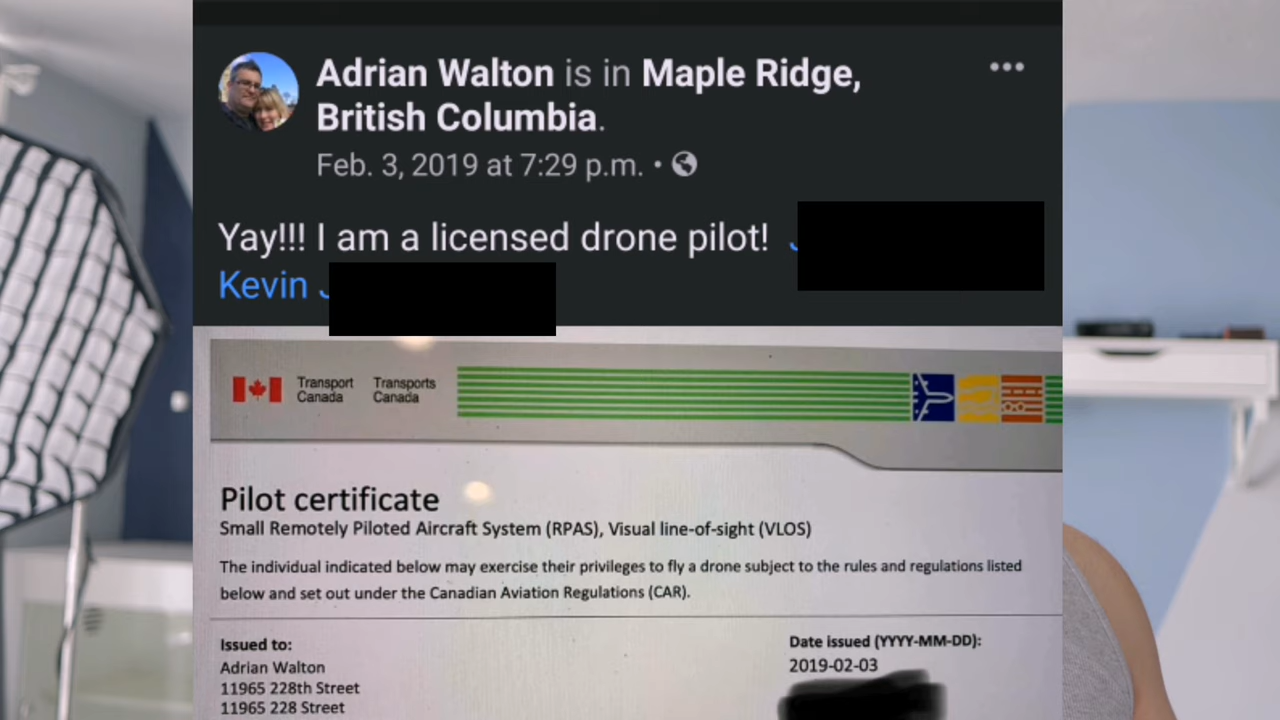 Adrian Walton is in Maple Ridge,
British Columbia.
Feb. 3, 2019 at 7:29 p.m. •
Yay!!! I am a licensed drone pilot!
Kevin
Transport Canada
Transports Canada
Pilot certificate
Small Remotely Piloted Aircraft System (RPAS), Visual line-of-sight (VLOS)
The individual indicated below may exercise their privileges to fly a drone subject to the rules and regulations listed
below and set out under the Canadian Aviation Regulations (CAR).
Issued to:
Adrian Walton
11965 228th Street
11965 228 Street
Date issued (YYYY-MM-DD):
2019-02-03